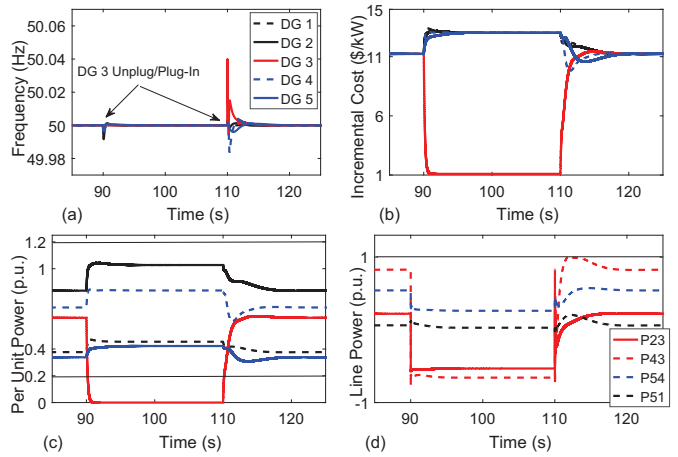 50.04
50.02
50
49.98
Frequency (Hz)
DG 3 Unplug/Plug-In
DG 1
DG 2
DG 3
DG 4
DG 5
90 100 110 120
(a)
Time (s)
15
11
6
1
Incremental Cost ($/kW)
90 100 110 120
(b)
Time (s)
1.2
1
0.4
0.2
0
Per Unit Power (p.u.)
90 100 110 120
(c)
Time (s)
1
-1
Line Power (p.u.)
P23
P43
P54
P51
90 100 110 120
(d)
Time (s)